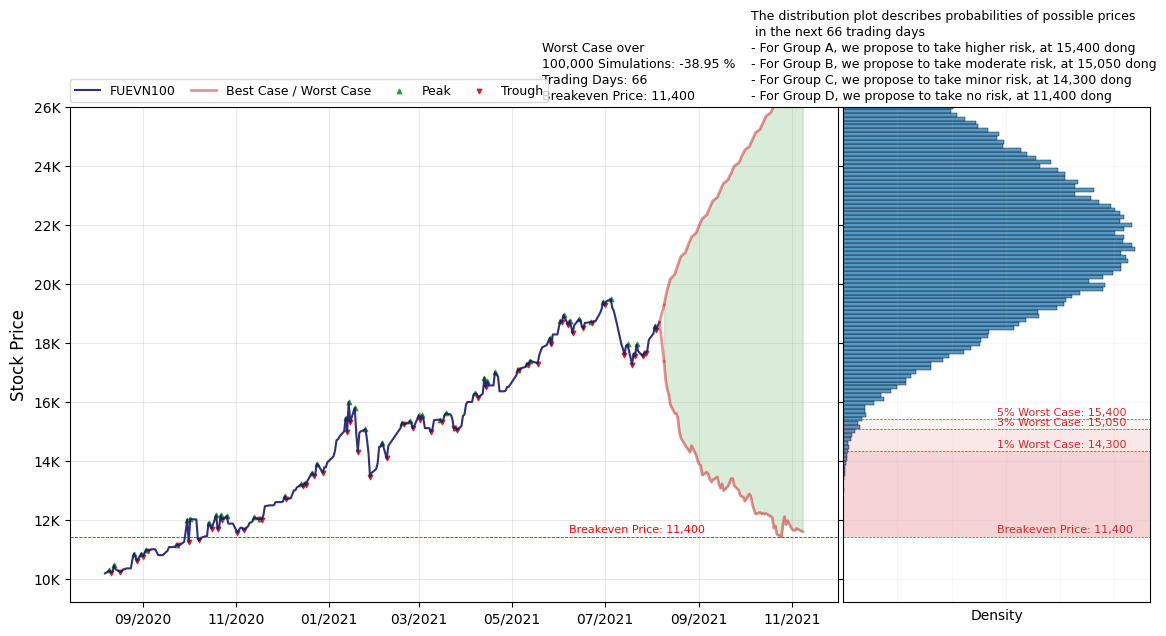 The distribution plot describes probabilities of possible prices
in the next 66 trading days
- For Group A, we propose to take higher risk, at 15,400 dong
- For Group B, we propose to take moderate risk, at 15,050 dong
- For Group C, we propose to take minor risk, at 14,300 dong
- For Group D, we propose to take no risk, at 11,400 dong
Worst Case over
100,000 Simulations: -38.95 %
Trading Days: 66
Breakeven Price: 11,400
FUEVN100
Best Case / Worst Case
Peak
Trough
Stock Price
26K
24K
22K
20K
18K
16K
14K
12K
10K
09/2020
11/2020
01/2021
03/2021
05/2021
07/2021
09/2021
11/2021
Breakeven Price: 11,400
5% Worst Case: 15,400
3% Worst Case: 15,050
1% Worst Case: 14,300
Breakeven Price: 11,400
Density